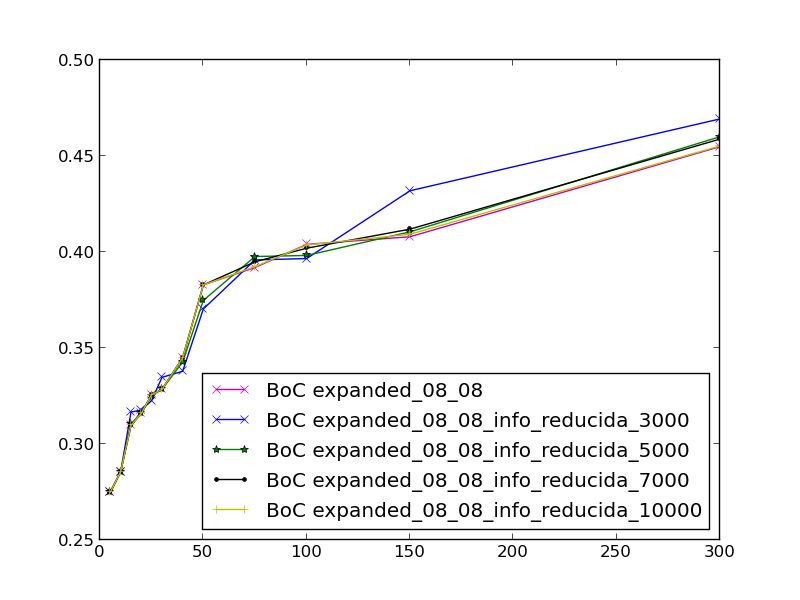 0.50
0.45
0.40
0.35
0.30
0.25
BoC expanded_08_08
BoC expanded_08_08_info_reducida_3000
BoC expanded_08_08_info_reducida_5000
BoC expanded_08_08_info_reducida_7000
BoC expanded_08_08_info_reducida_10000
0 50 100 150 200 250 300